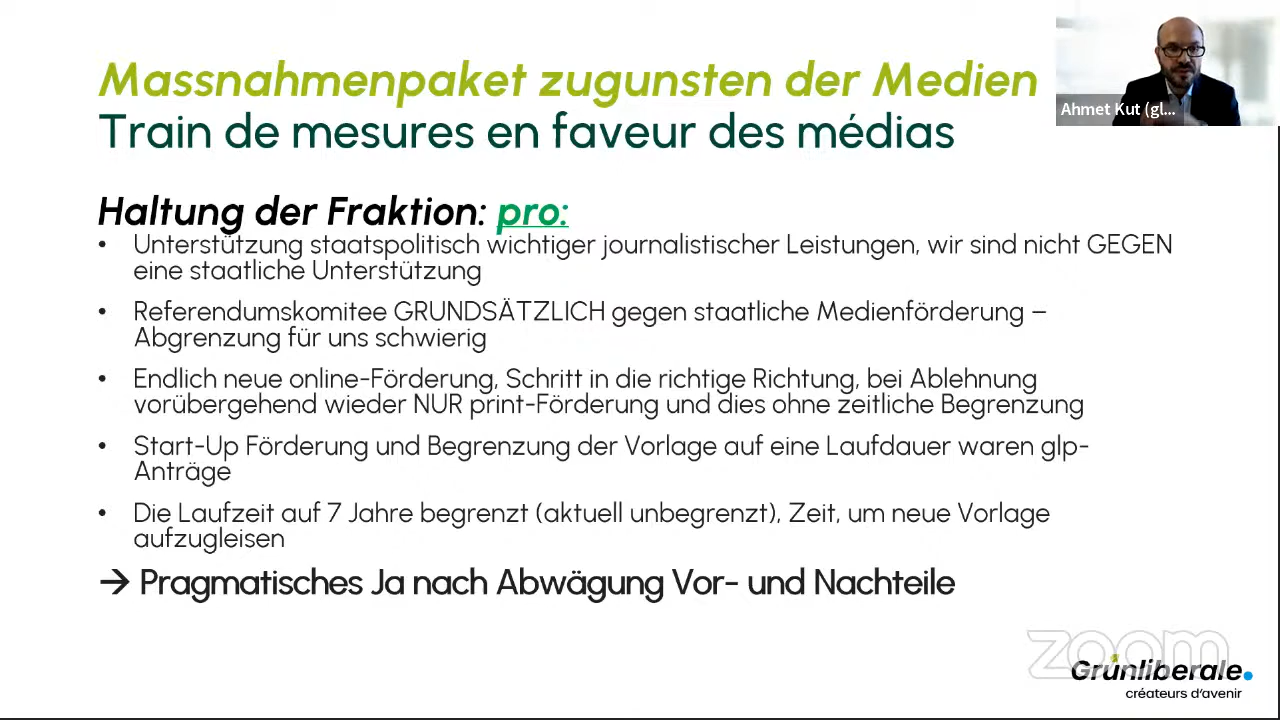 Massnahmenpaket zugunsten der Medien
Train de mesures en faveur des médias
Ahmet Kut (gl...
Haltung der Fraktion: pro:
• Unterstützung staatspolitisch wichtiger journalistischer Leistungen, wir sind nicht GEGEN
eine staatliche Unterstützung
• Referendumskomitee GRUNDSÄTZLICH gegen staatliche Medienförderung –
Abgrenzung für uns schwierig
• Endlich neue online-Förderung, Schritt in die richtige Richtung, bei Ablehnung
vorübergehend wieder NUR print-Förderung und dies ohne zeitliche Begrenzung
• Start-Up Förderung und Begrenzung der Vorlage auf eine Laufdauer waren glp-
Anträge
• Die Laufzeit auf 7 Jahre begrenzt (aktuell unbegrenzt), Zeit, um neue Vorlage
aufzugleisen
→ Pragmatisches Ja nach Abwägung Vor- und Nachteile
zoom
Grünliberale.
créateurs d'avenir